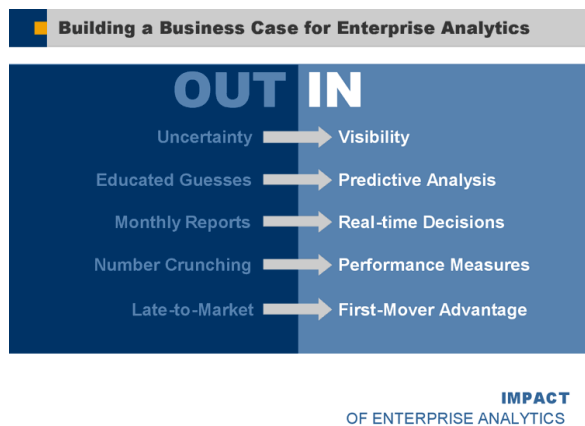 Building a Business Case for Enterprise Analytics
OUT IN
Uncertainty Visibility
Educated Guesses Predictive Analysis
Monthly Reports Real-time Decisions
Number Crunching Performance Measures
Late-to-Market First-Mover Advantage
IMPACT
OF ENTERPRISE ANALYTICS